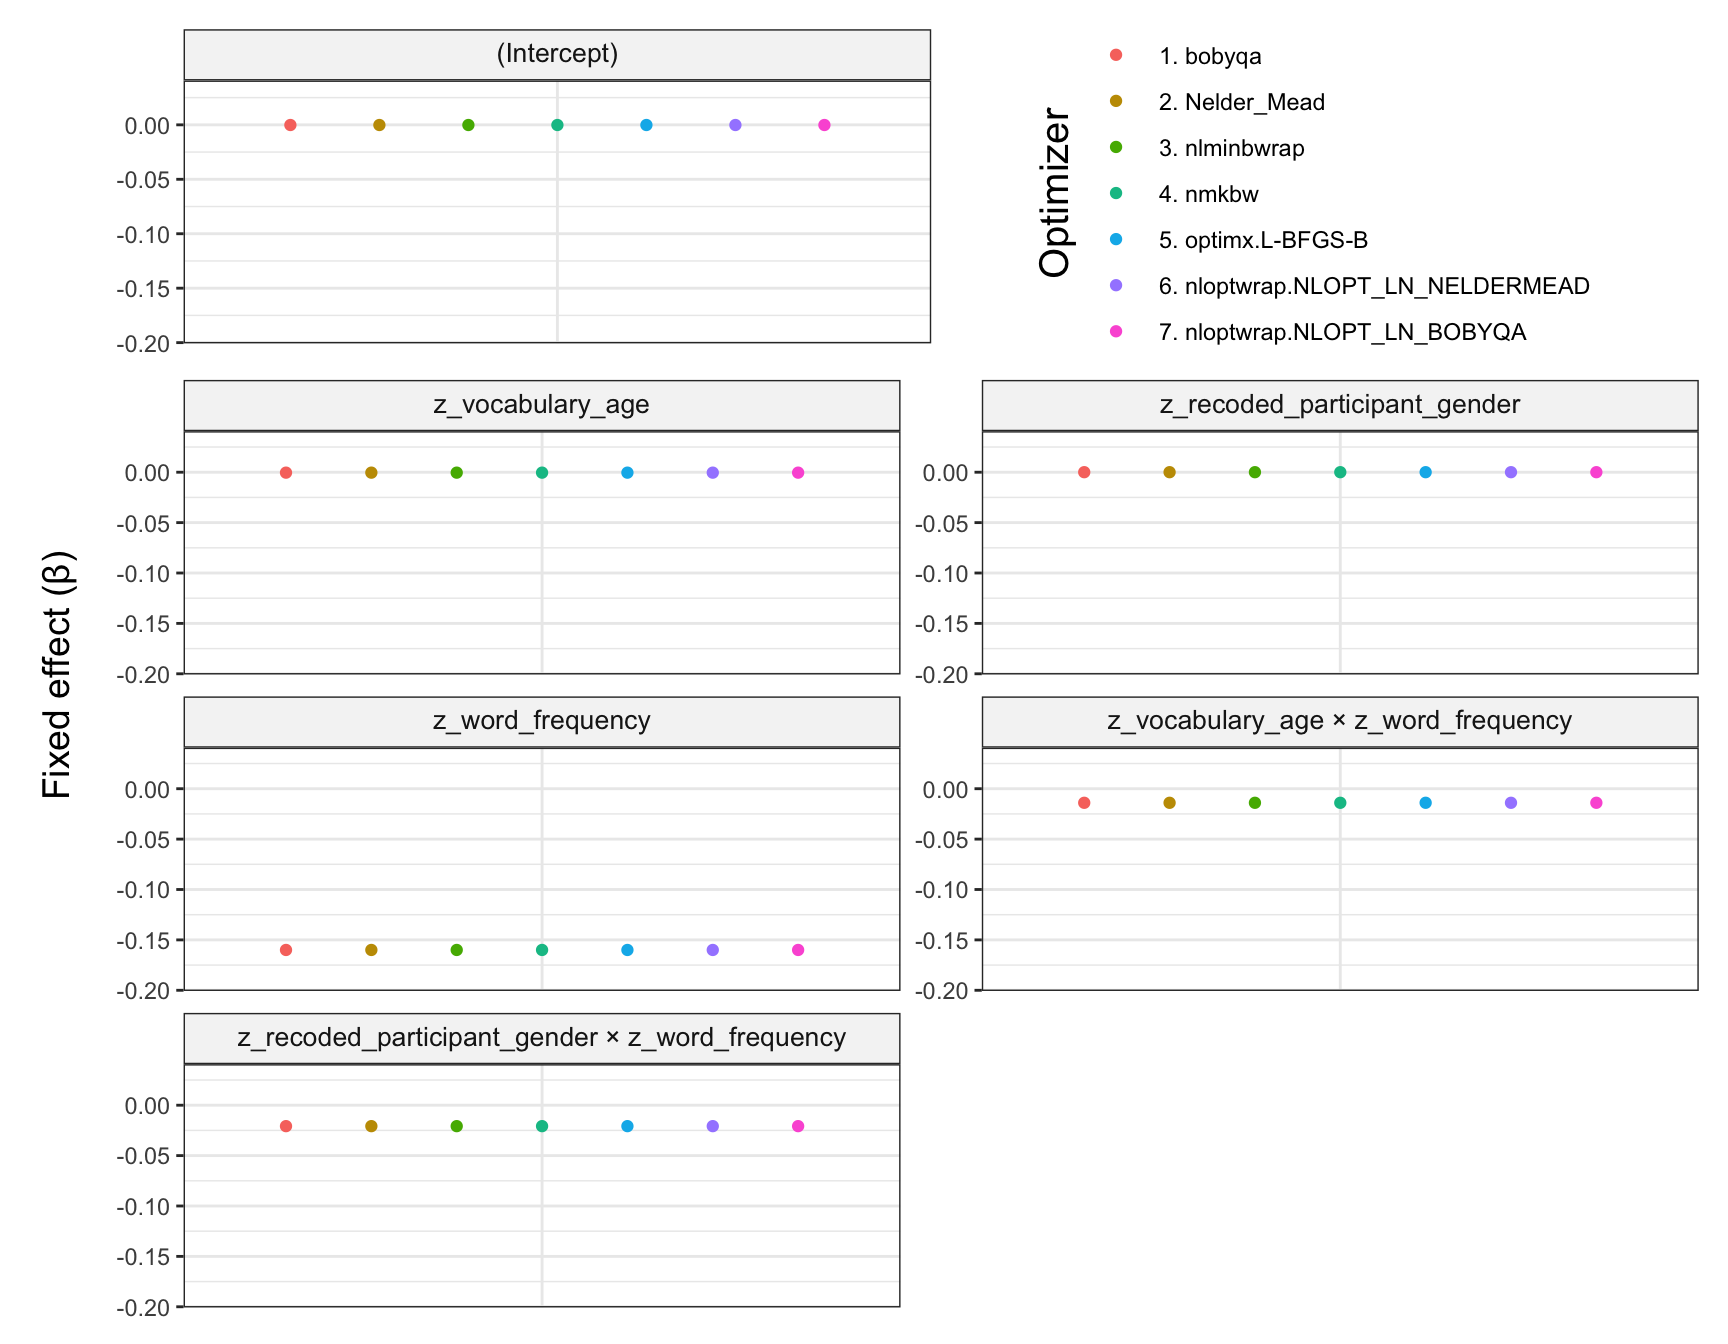 (Intercept)
0.00
-0.05
-0.10
-0.15
-0.20
Optimizer
1. bobyqa
2. Nelder_Mead
3. nlminbwrap
4. nmkbw
5. optimx.L-BFGS-B
6. nloptwrap.NLOPT_LN_NELDERMEAD
7. nloptwrap.NLOPT_LN_BOBYQA
Fixed effect (β)
z_vocabulary_age
0.00
-0.05
-0.10
-0.15
-0.20
z_recoded_participant_gender
0.00
-0.05
-0.10
-0.15
-0.20
z_word_frequency
0.00
-0.05
-0.10
-0.15
-0.20
z_vocabulary_age × z_word_frequency
0.00
-0.05
-0.10
-0.15
-0.20
z_recoded_participant_gender × z_word_frequency
0.00
-0.05
-0.10
-0.15
-0.20